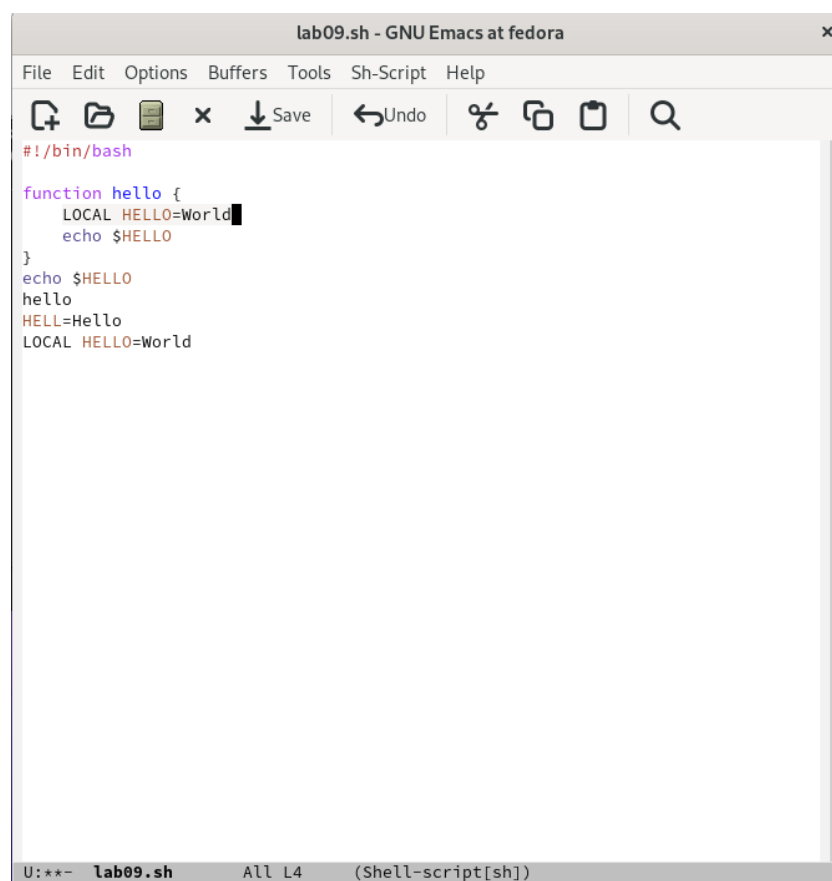 lab09.sh - GNU Emacs at fedora
File Edit Options Buffers Tools Sh-Script Help
Save Undo
#!/bin/bash
function hello {
    LOCAL HELLO=World
    echo $HELLO
}
echo $HELLO
hello
HELL=Hello
LOCAL HELLO=World
U:**- lab09.sh All L4 (Shell-script[sh])